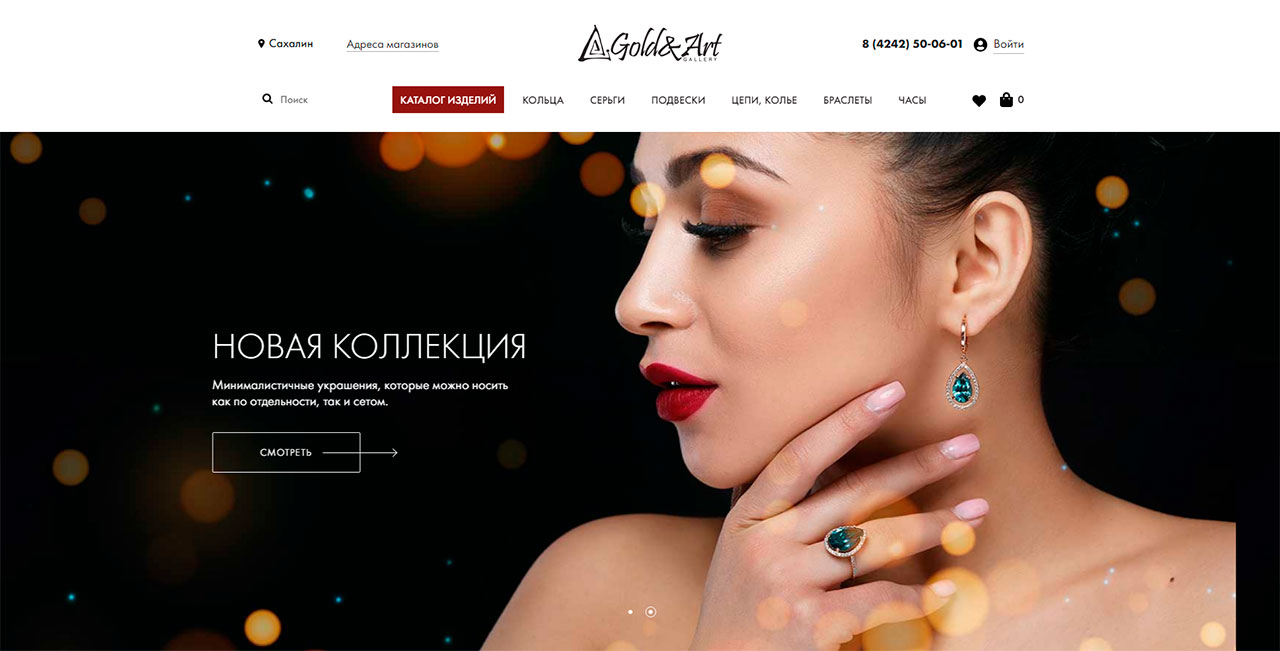 Сахалин
Адреса магазинов
Gold&Art
GALLERY
8 (4242) 50-06-01
Войти
Поиск
КАТАЛОГ ИЗДЕЛИЙ
КОЛЬЦА
СЕРЬГИ
ПОДВЕСКИ
ЦЕПИ, КОЛЬЕ
БРАСЛЕТЫ
ЧАСЫ
0
НОВАЯ КОЛЛЕКЦИЯ
Минималистичные украшения, которые можно носить
как по отдельности, так и сетом.
СМОТРЕТЬ